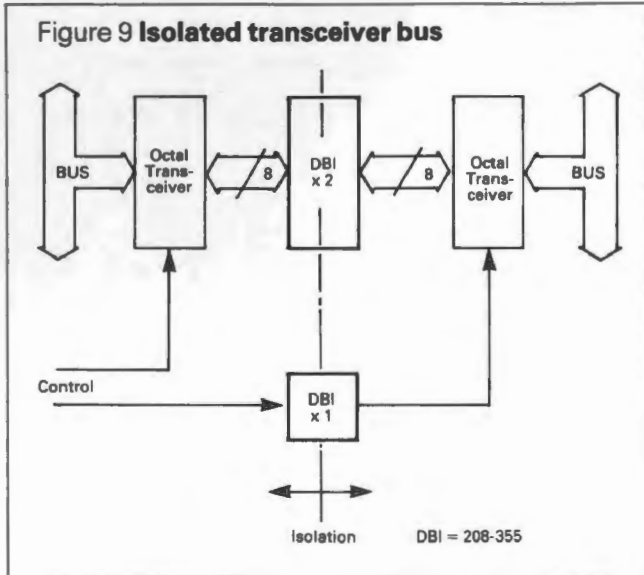 Figure 9 Isolated transceiver bus
BUS
Octal
Trans-
ceiver
8
DBI
x 2
8
Octal
Trans-
ceiver
BUS
Control
DBI
x 1
Isolation
DBI = 208-355